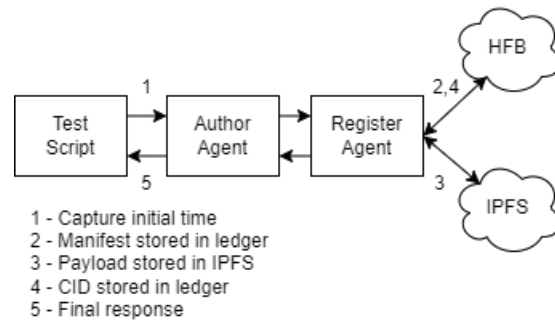 HFB
1
2,4
Test
Script
Author
Agent
Register
Agent
5
3
IPFS
1 - Capture initial time
2 - Manifest stored in ledger
3 - Payload stored in IPFS
4 - CID stored in ledger
5 - Final response